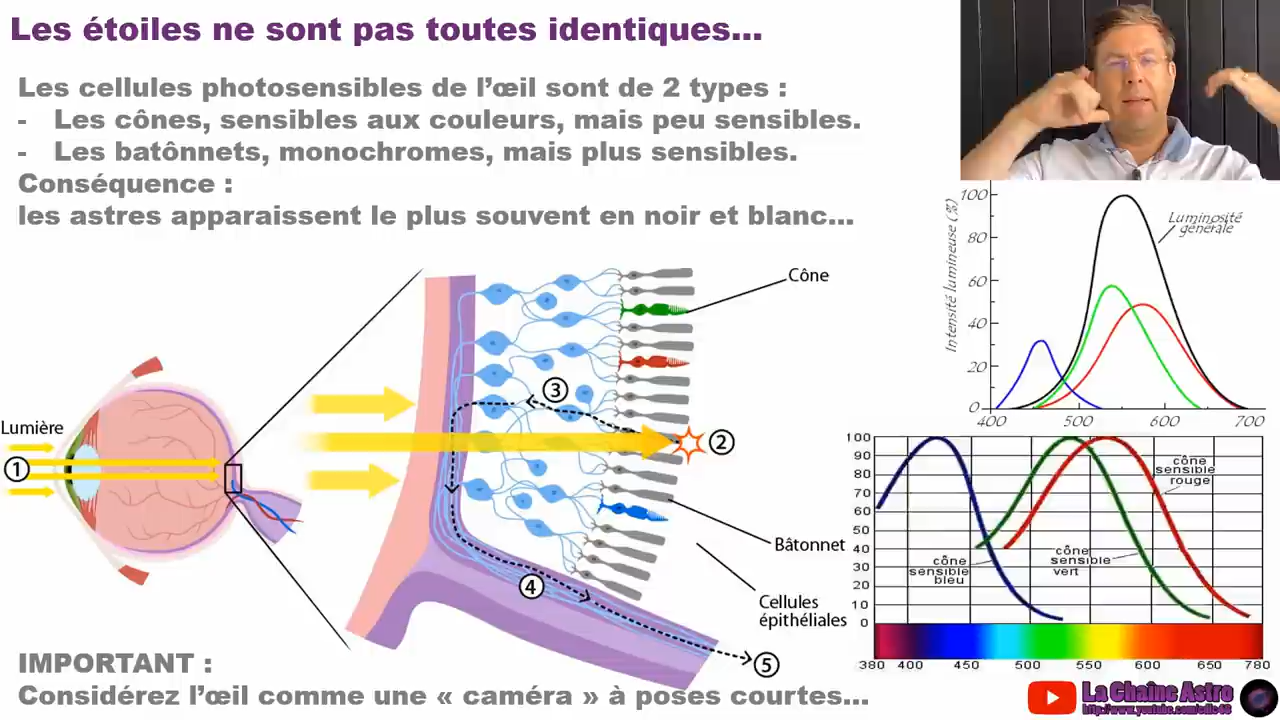 Les étoiles ne sont pas toutes identiques...
Les cellules photosensibles de l'œil sont de 2 types :
- Les cônes, sensibles aux couleurs, mais peu sensibles.
- Les batônnets, monochromes, mais plus sensibles.
Conséquence :
les astres apparaissent le plus souvent en noir et blanc...
Lumière
1
2
3
4
5
Cône
Bâtonnet
Cellules
épithéliales
Intensité lumineuse (%)
100
80
60
40
20
0
400 500 600 700
Luminosité
générale
100
90
80
70
60
50
40
30
20
10
0
cône
sensible
rouge
cône
sensible
bleu
cône
sensible
vert
380 400 450 500 550 600 650 780
IMPORTANT :
Considérez l'œil comme une « caméra » à poses courtes...
La Chaîne Astro